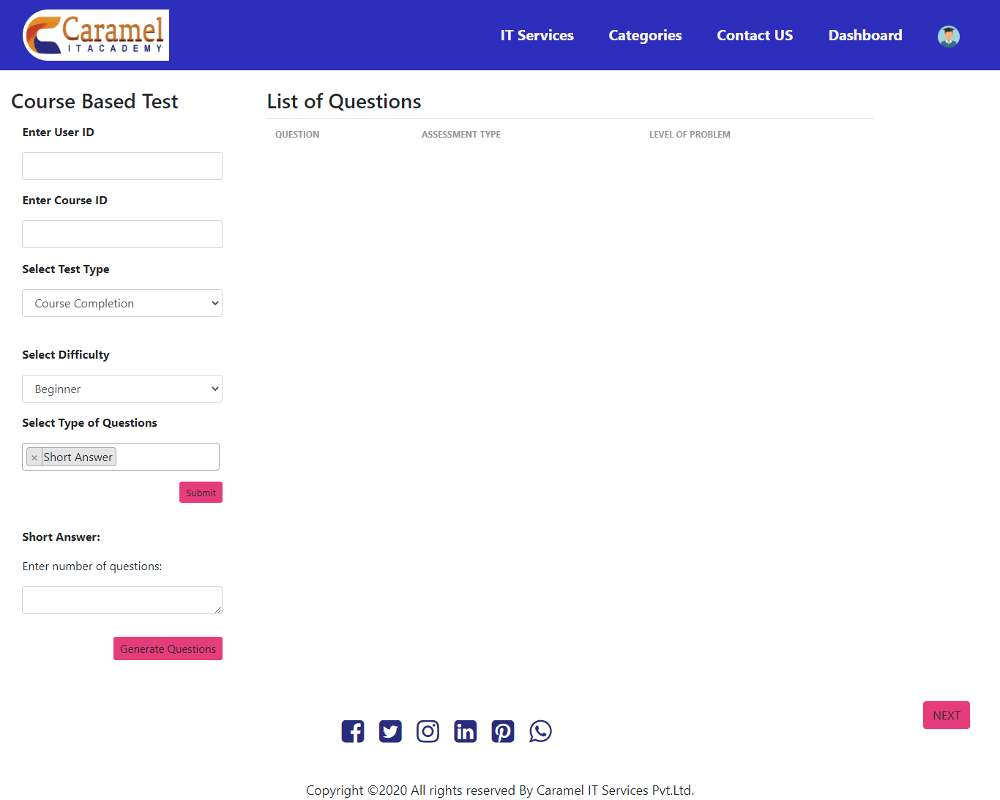 Caramel
ITACADEMY
IT Services
Categories
Contact US
Dashboard
Course Based Test
Enter User ID
Enter Course ID
Select Test Type
Course Completion
Select Difficulty
Beginner
Select Type of Questions
× Short Answer
Submit
Short Answer:
Enter number of questions:
Generate Questions
List of Questions
QUESTION ASSESSMENT TYPE LEVEL OF PROBLEM
NEXT
Copyright ©2020 All rights reserved By Caramel IT Services Pvt.Ltd.